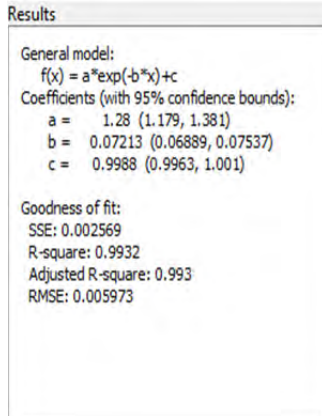 Results
General model:
f(x) = a*exp(-b*x)+c
Coefficients (with 95% confidence bounds):
a = 1.28 (1.179, 1.381)
b = 0.07213 (0.06889, 0.07537)
c = 0.9988 (0.9963, 1.001)
Goodness of fit:
SSE: 0.002569
R-square: 0.9932
Adjusted R-square: 0.993
RMSE: 0.005973